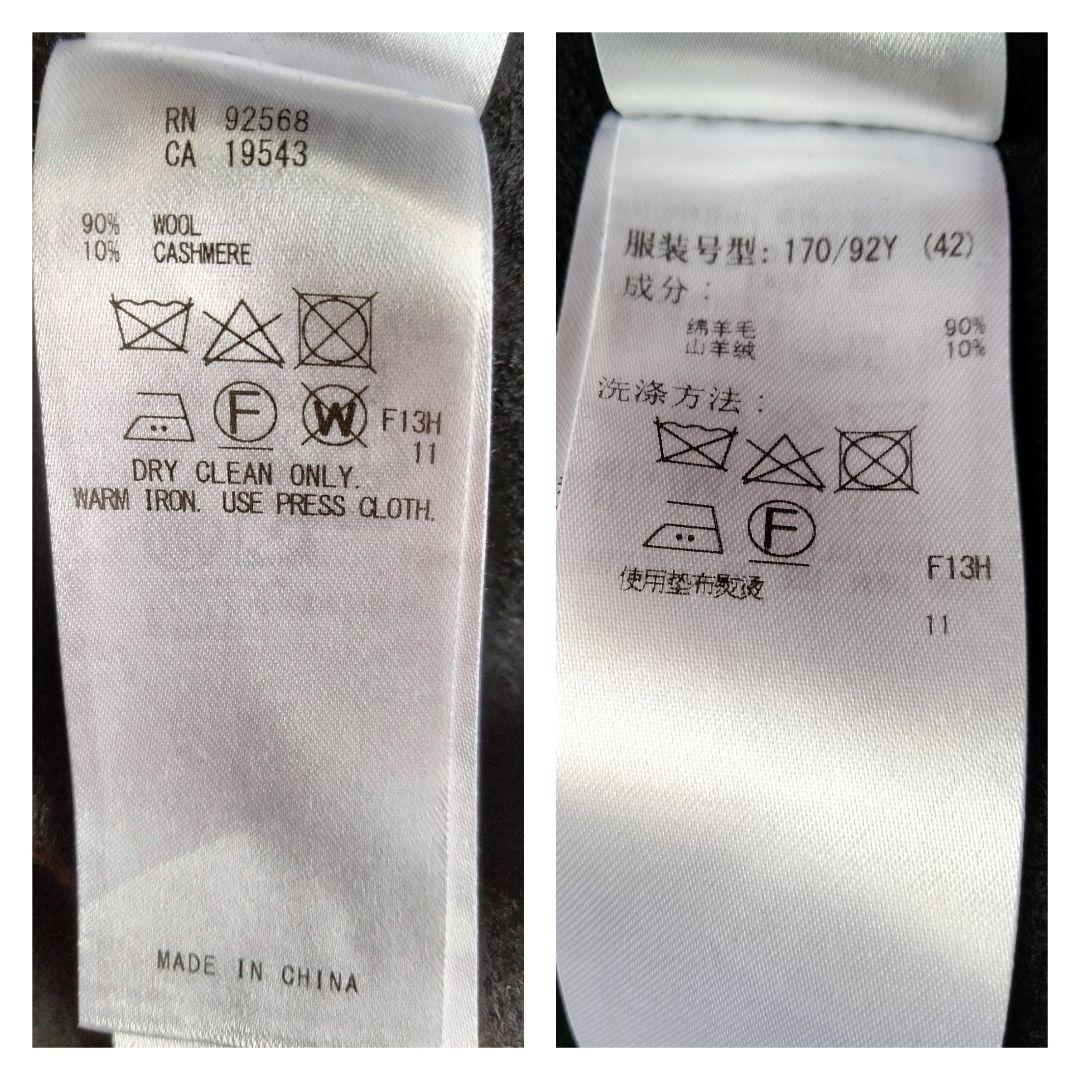 RN 92568
CA 19543
90% WOOL
10% CASHMERE
F W F13H
11
DRY CLEAN ONLY.
WARM IRON. USE PRESS CLOTH.
MADE IN CHINA
服装号型: 170/92Y (42)
成分:
绵羊毛 90%
山羊绒 10%
洗涤方法:
F
使用垫布熨烫
F13H
11